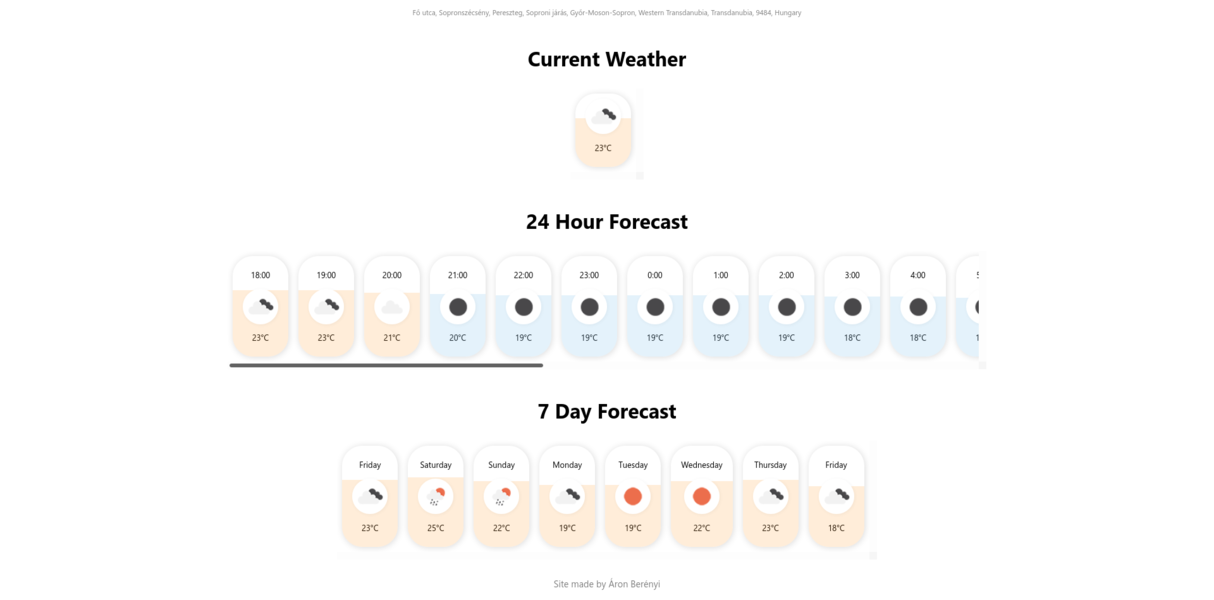 Fő utca, Sopronszécsény, Pereszteg, Soproni járás, Győr-Moson-Sopron, Western Transdanubia, Transdanubia, 9484, Hungary
Current Weather
23°C
24 Hour Forecast
18:00 19:00 20:00 21:00 22:00 23:00 0:00 1:00 2:00 3:00 4:00
23°C 23°C 21°C 20°C 19°C 19°C 19°C 19°C 19°C 18°C 18°C
7 Day Forecast
Friday Saturday Sunday Monday Tuesday Wednesday Thursday Friday
23°C 25°C 22°C 19°C 19°C 22°C 23°C 18°C
Site made by Áron Berényi